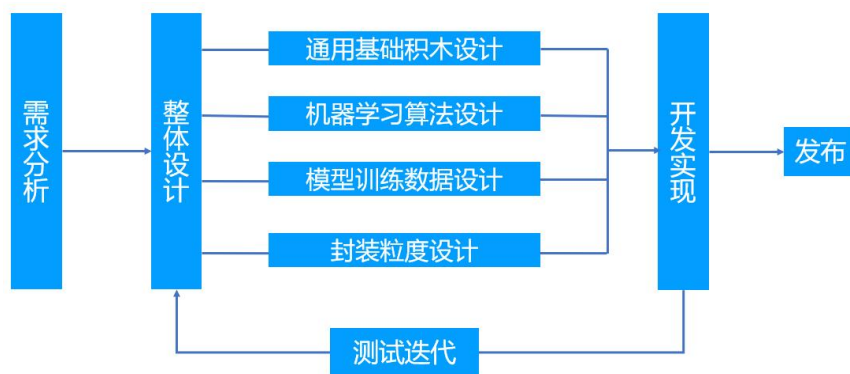 需求分析
整体设计
通用基础积木设计
机器学习算法设计
模型训练数据设计
封装粒度设计
开发实现
发布
测试迭代